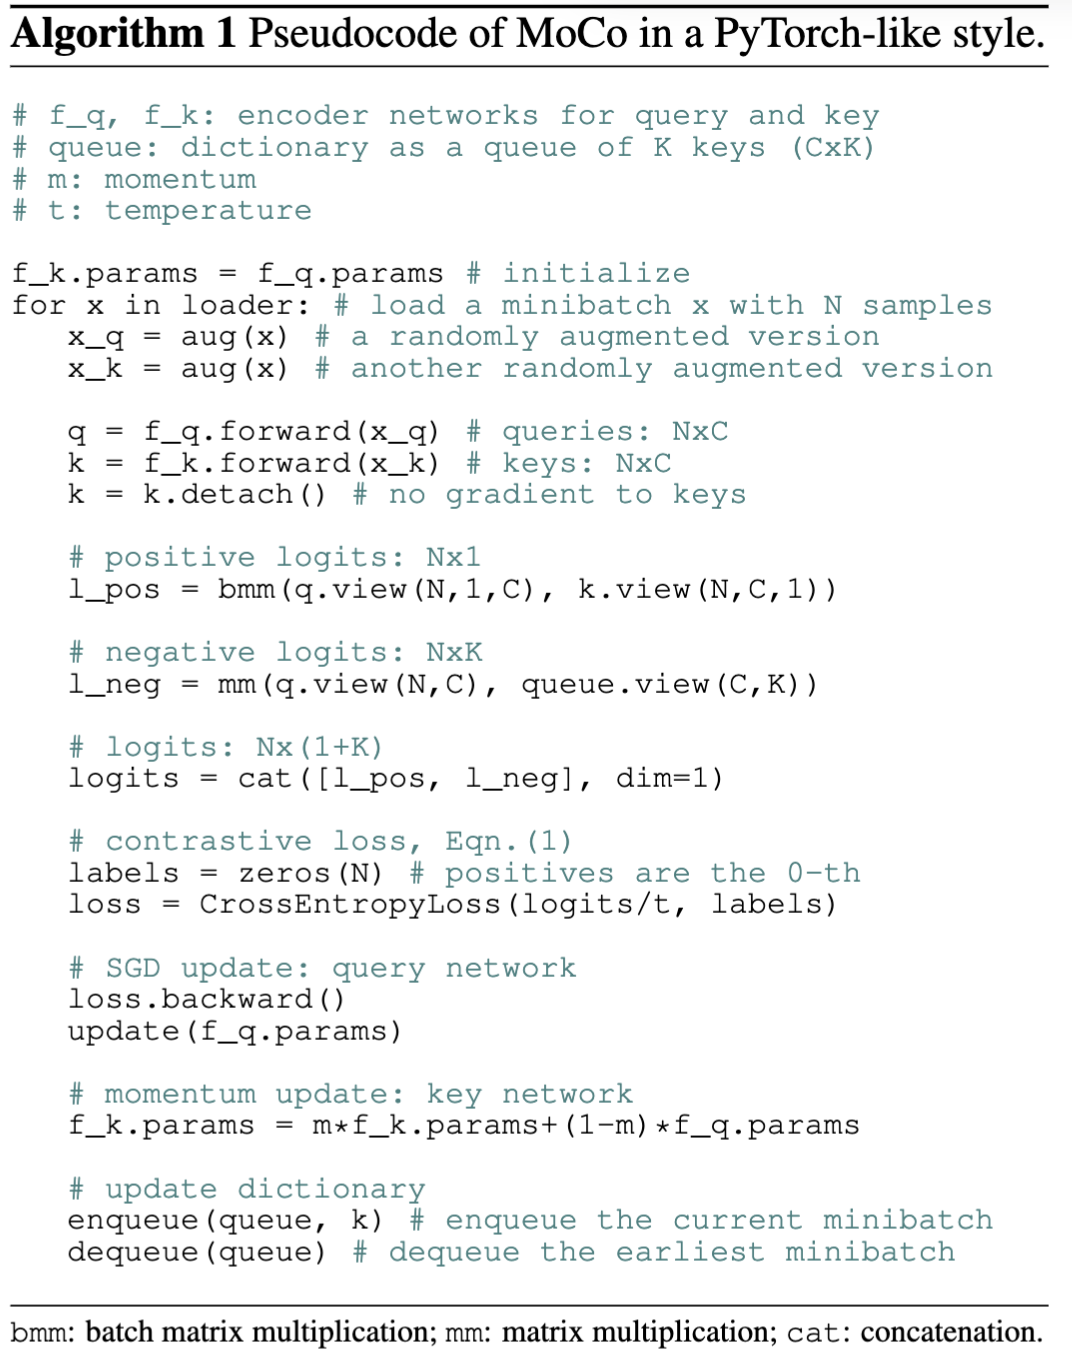 Algorithm 1 Pseudocode of MoCo in a PyTorch-like style.
# f_q, f_k: encoder networks for query and key
# queue: dictionary as a queue of K keys (CxK)
# m: momentum
# t: temperature
f_k.params = f_q.params # initialize
for x in loader: # load a minibatch x with N samples
x_q = aug(x) # a randomly augmented version
x_k = aug(x) # another randomly augmented version
q = f_q.forward(x_q) # queries: NxC
k = f_k.forward(x_k) # keys: NxC
k = k.detach() # no gradient to keys
# positive logits: Nx1
l_pos = bmm(q.view(N,1,C), k.view(N,C,1))
# negative logits: NxK
l_neg = mm(q.view(N,C), queue.view(C,K))
# logits: Nx(1+K)
logits = cat([l_pos, l_neg], dim=1)
# contrastive loss, Eqn.(1)
labels = zeros(N) # positives are the 0-th
loss = CrossEntropyLoss(logits/t, labels)
# SGD update: query network
loss.backward()
update(f_q.params)
# momentum update: key network
f_k.params = m*f_k.params+(1-m)*f_q.params
# update dictionary
enqueue(queue, k) # enqueue the current minibatch
dequeue(queue) # dequeue the earliest minibatch
bmm: batch matrix multiplication; mm: matrix multiplication; cat: concatenation.